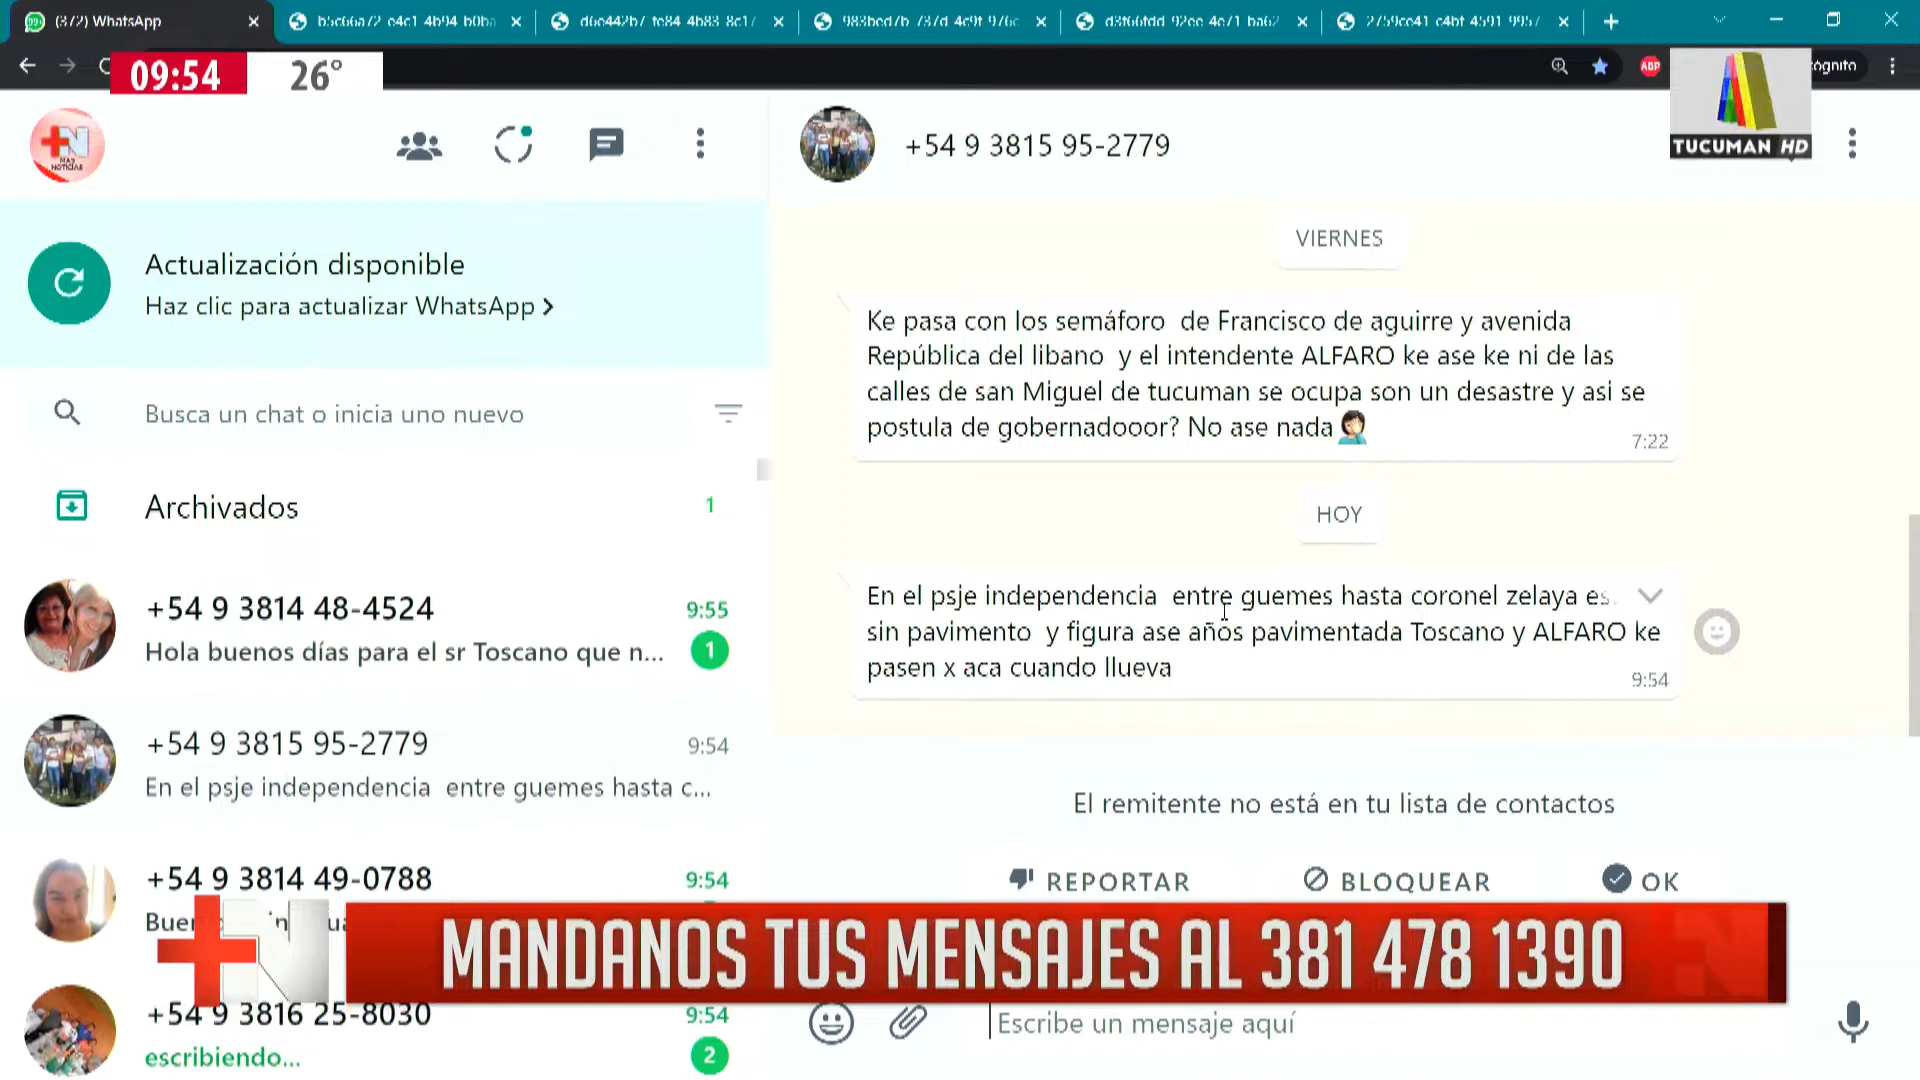 (372) WhatsApp
09:54
26°
ABP
ógnito
TUCUMAN HD
+N
MAS
NOTICIAS
+54 9 3815 95-2779
Actualización disponible
Haz clic para actualizar WhatsApp
Busca un chat o inicia uno nuevo
Archivados
1
+54 9 3814 48-4524
9:55
Hola buenos días para el sr Toscano que n...
1
+54 9 3815 95-2779
9:54
En el psje independencia entre guemes hasta c...
+54 9 3814 49-0788
9:54
+54 9 3816 25-8030
9:54
escribiendo...
2
VIERNES
Ke pasa con los semáforo de Francisco de aguirre y avenida
República del libano y el intendente ALFARO ke ase ke ni de las
calles de san Miguel de tucuman se ocupa son un desastre y asi se
postula de gobernadooor? No ase nada🤦🏻
7:22
HOY
En el psje independencia entre guemes hasta coronel zelaya es
sin pavimento y figura ase años pavimentada Toscano y ALFARO ke
pasen x aca cuando llueva
9:54
El remitente no está en tu lista de contactos
REPORTAR
BLOQUEAR
OK
+N
MANDANOS TUS MENSAJES AL 381 478 1390
Escribe un mensaje aquí